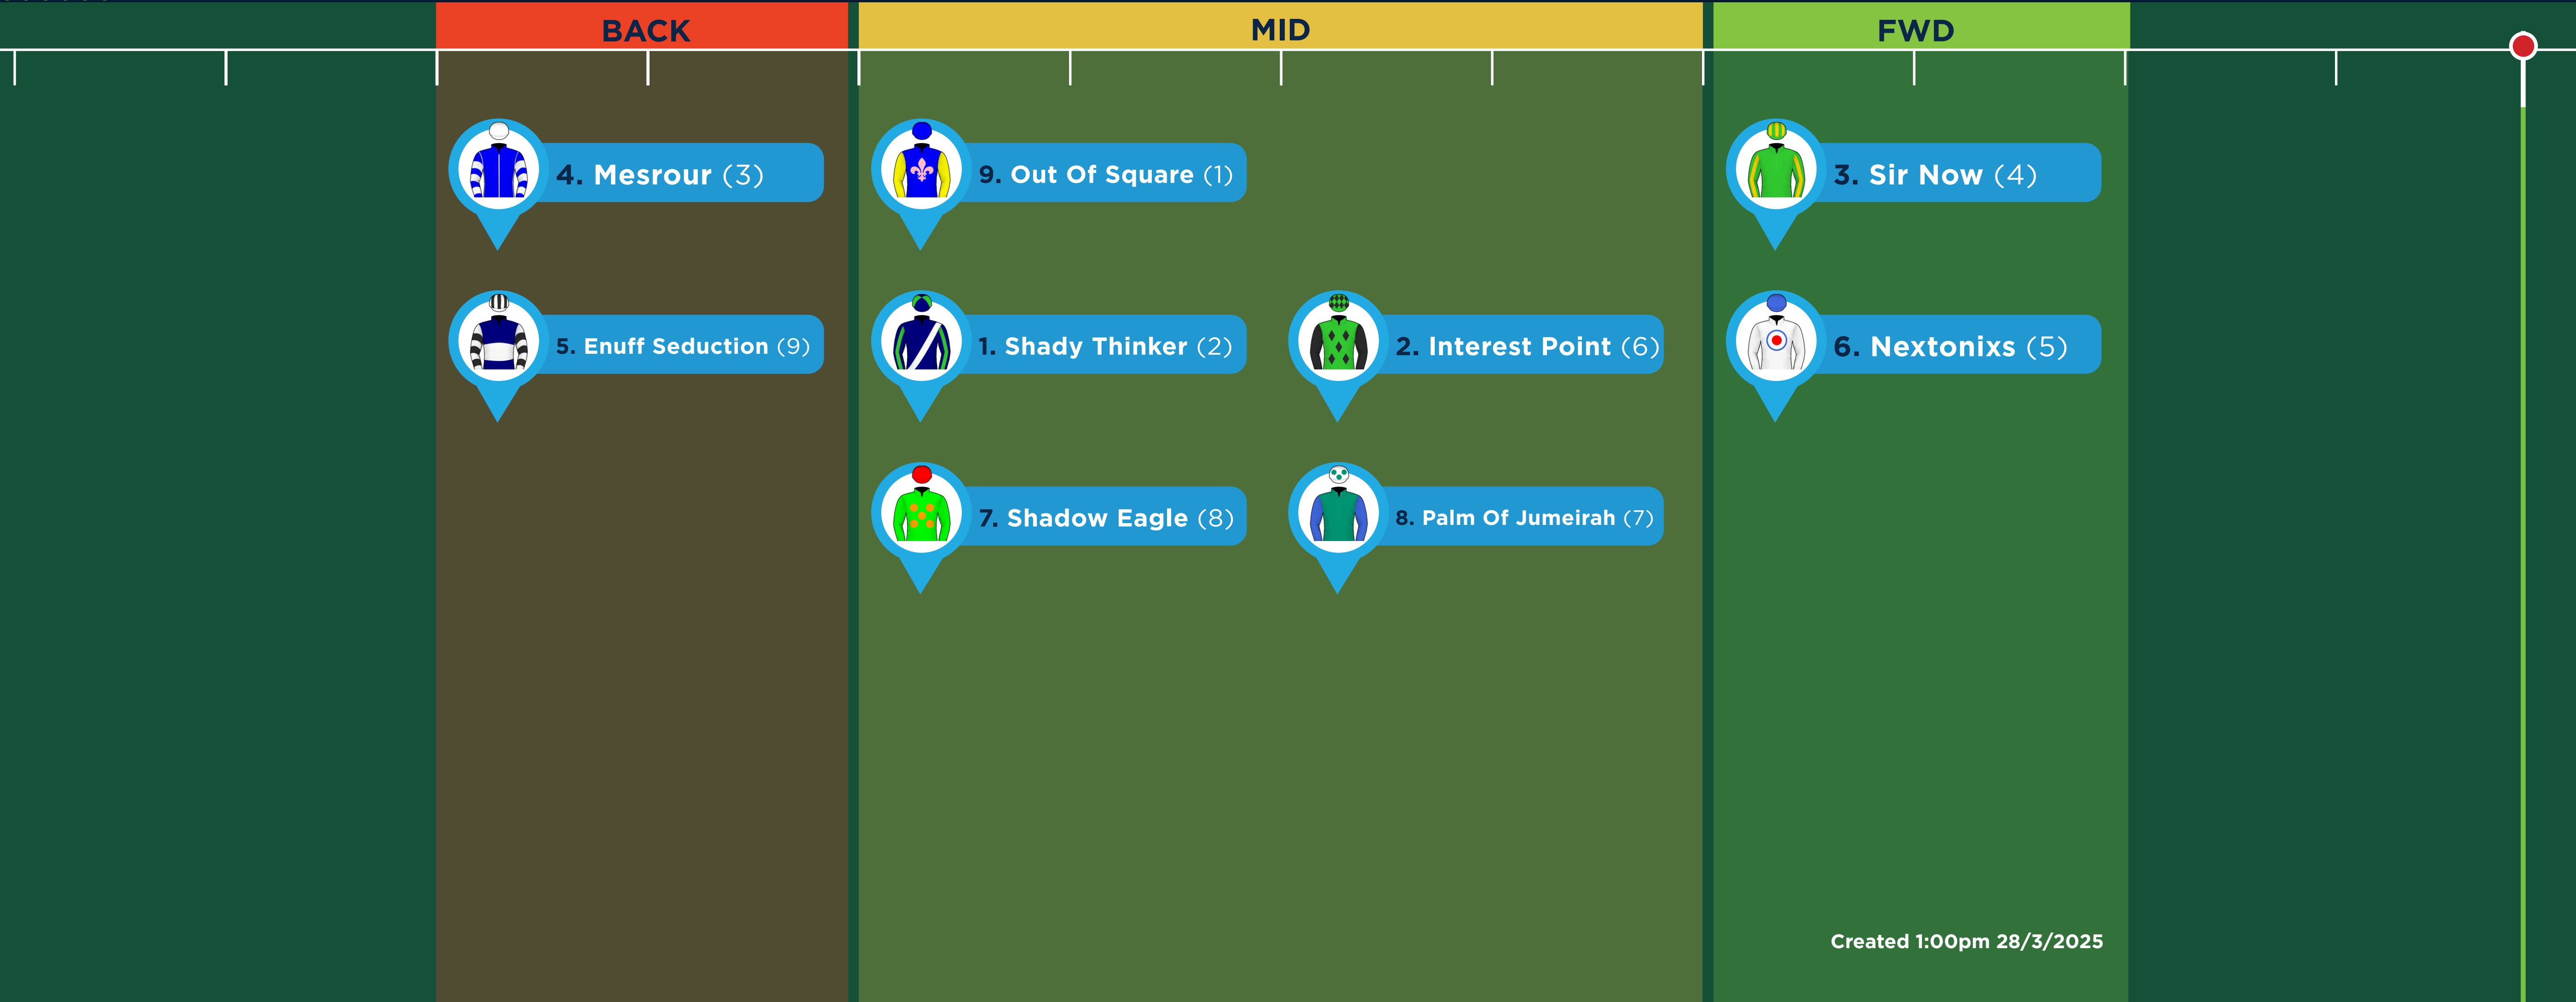 BACK MID FWD
4. Mesrour (3) 9. Out Of Square (1) 3. Sir Now (4)
5. Enuff Seduction (9) 1. Shady Thinker (2) 2. Interest Point (6) 6. Nextonixs (5)
7. Shadow Eagle (8) 8. Palm Of Jumeirah (7)
Created 1:00pm 28/3/2025